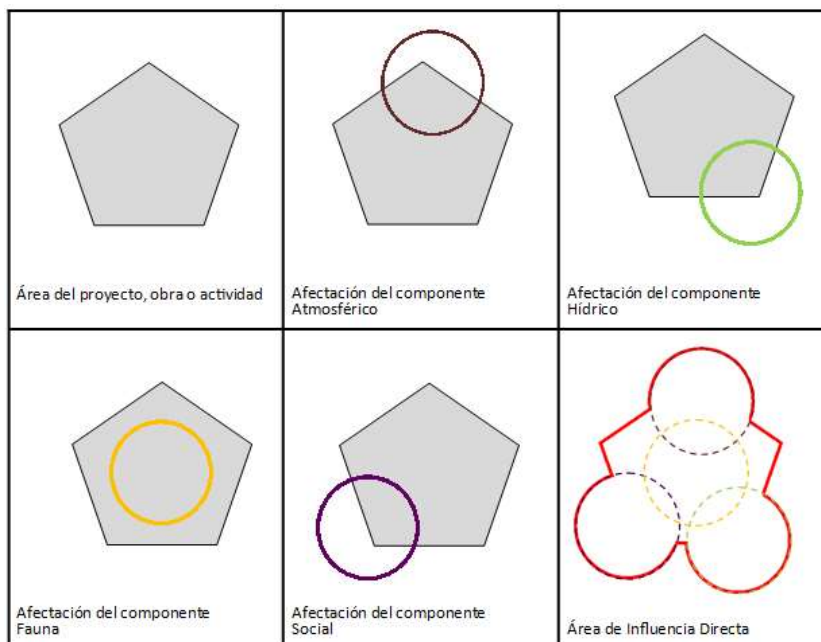 Área del proyecto, obra o actividad
Afectación del componente
Atmosférico
Afectación del componente
Hídrico
Afectación del componente
Fauna
Afectación del componente
Social
Área de Influencia Directa